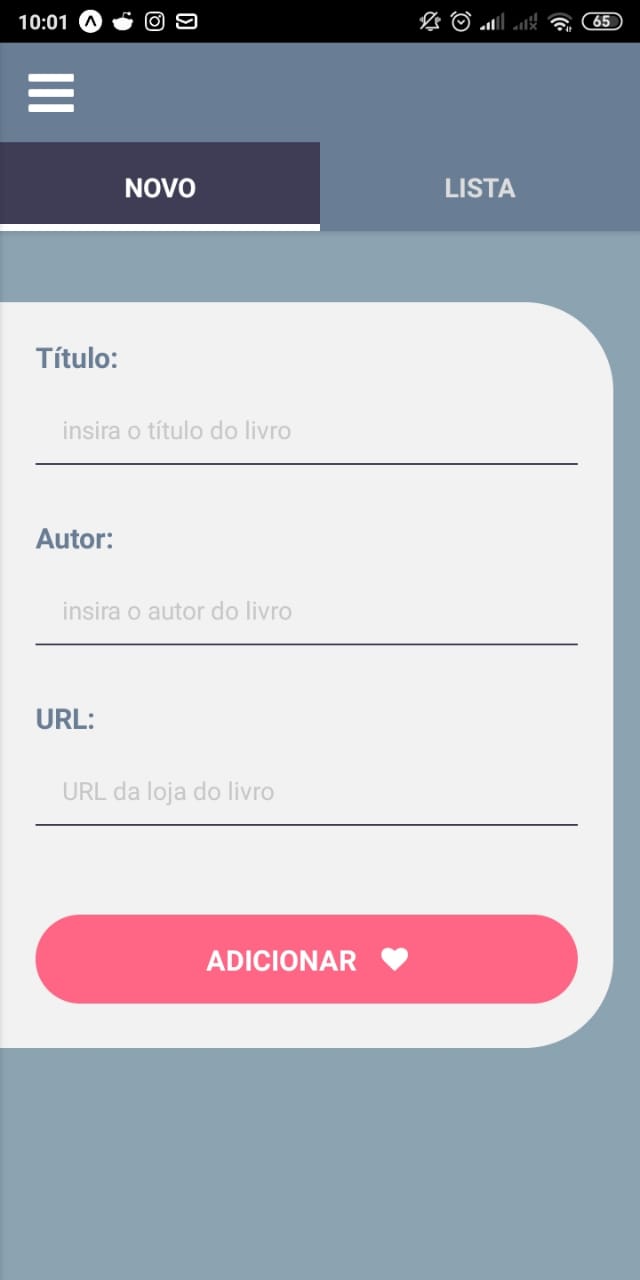 10:01
65
NOVO
LISTA
Título:
insira o título do livro
Autor:
insira o autor do livro
URL:
URL da loja do livro
ADICIONAR